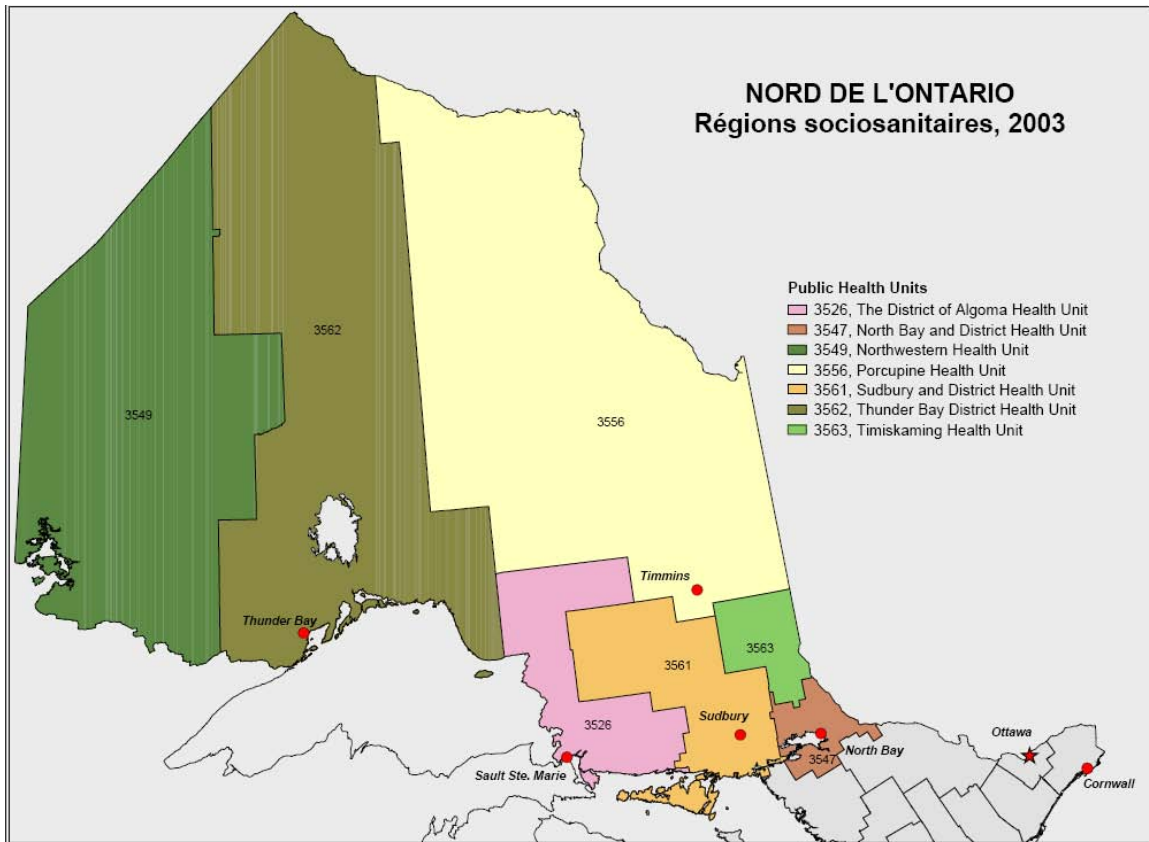 NORD DE L'ONTARIO
Régions sociosanitaires, 2003
Public Health Units
3526, The District of Algoma Health Unit
3547, North Bay and District Health Unit
3549, Northwestern Health Unit
3556, Porcupine Health Unit
3561, Sudbury and District Health Unit
3562, Thunder Bay District Health Unit
3563, Timiskaming Health Unit
3562
3549
3556
Timmins
Thunder Bay
3563
3561
3526
Sudbury
Ottawa
North Bay
3547
Sault Ste. Marie
Cornwall